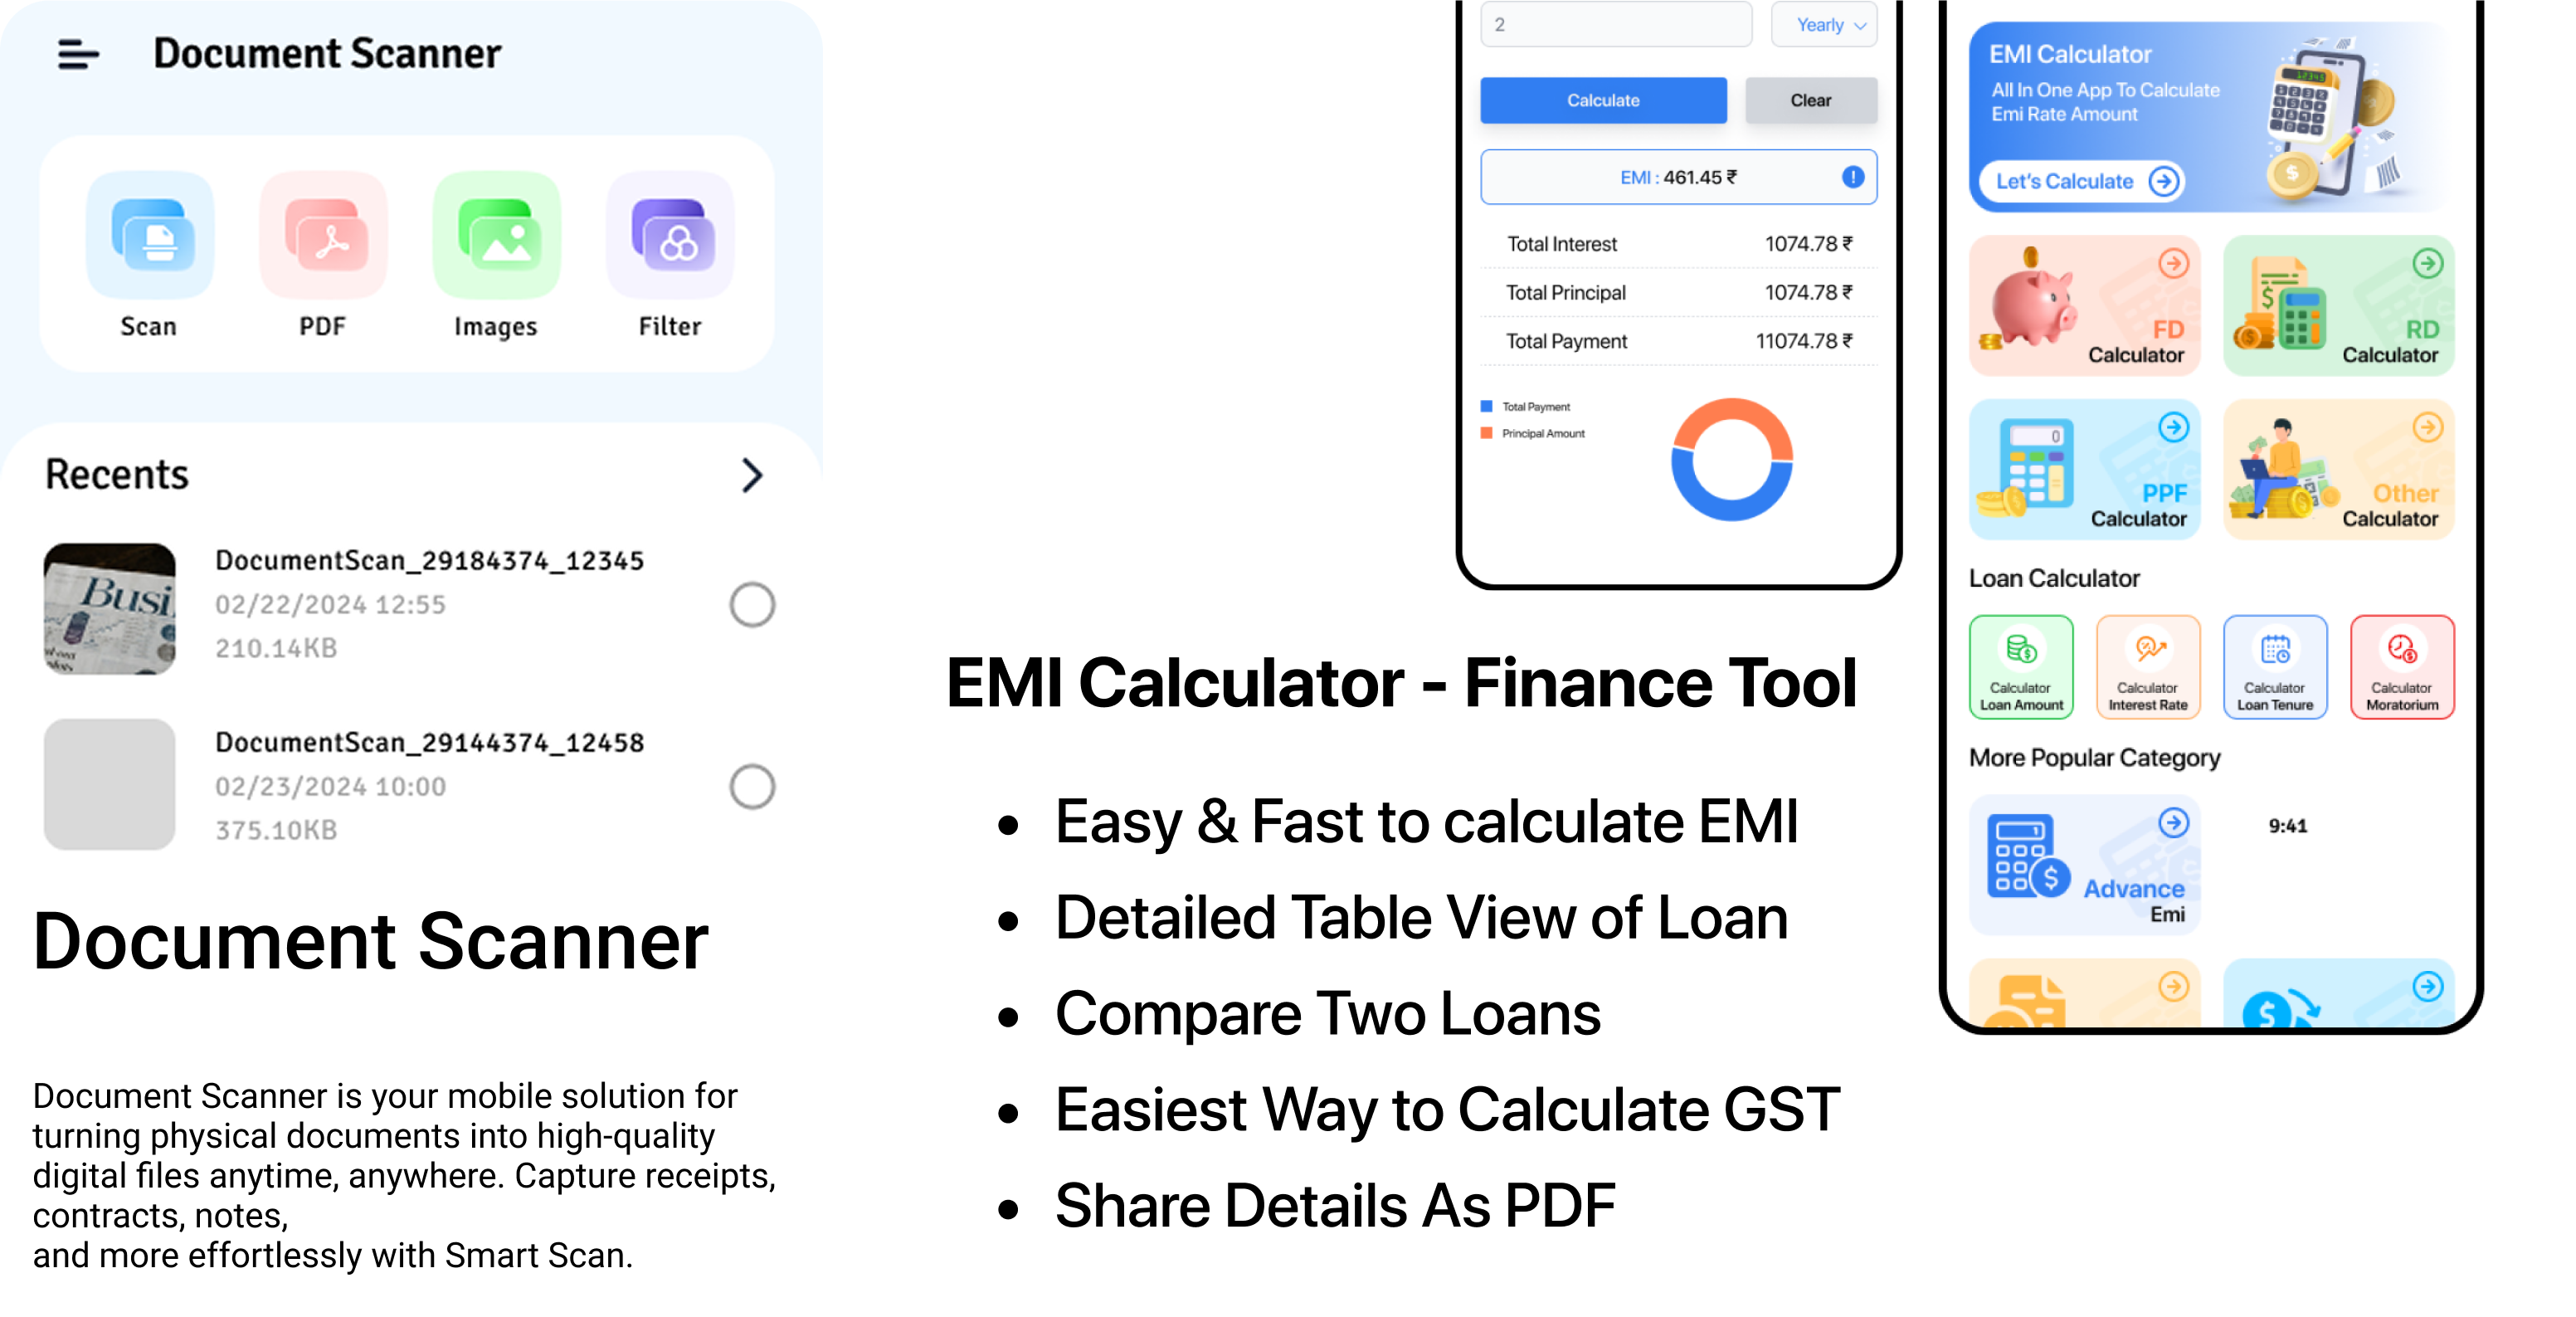 Document Scanner
Scan
PDF
Images
Filter
Recents
DocumentScan_29184374_12345
02/22/2024 12:55
210.14KB
DocumentScan_29144374_12458
02/23/2024 10:00
375.10KB
Document Scanner
Document Scanner is your mobile solution for
turning physical documents into high-quality
digital files anytime, anywhere. Capture receipts,
contracts, notes,
and more effortlessly with Smart Scan.
2
Yearly
Calculate
Clear
EMI : 461.45 ₹
Total Interest 1074.78 ₹
Total Principal 1074.78 ₹
Total Payment 11074.78 ₹
Total Payment
Principal Amount
EMI Calculator - Finance Tool
• Easy & Fast to calculate EMI
• Detailed Table View of Loan
• Compare Two Loans
• Easiest Way to Calculate GST
• Share Details As PDF
EMI Calculator
All In One App To Calculate
Emi Rate Amount
Let's Calculate
FD
Calculator
RD
Calculator
PPF
Calculator
Other
Calculator
Loan Calculator
Calculator
Loan Amount
Calculator
Interest Rate
Calculator
Loan Tenure
Calculator
Moratorium
More Popular Category
Advance
Emi
9:41